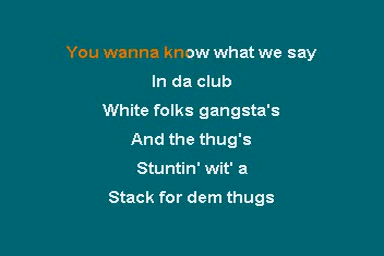 You wanna know what we say
In da club
White folks gangsta's
And the thug's
Stuntin' wit' a
Stack for dem thugs